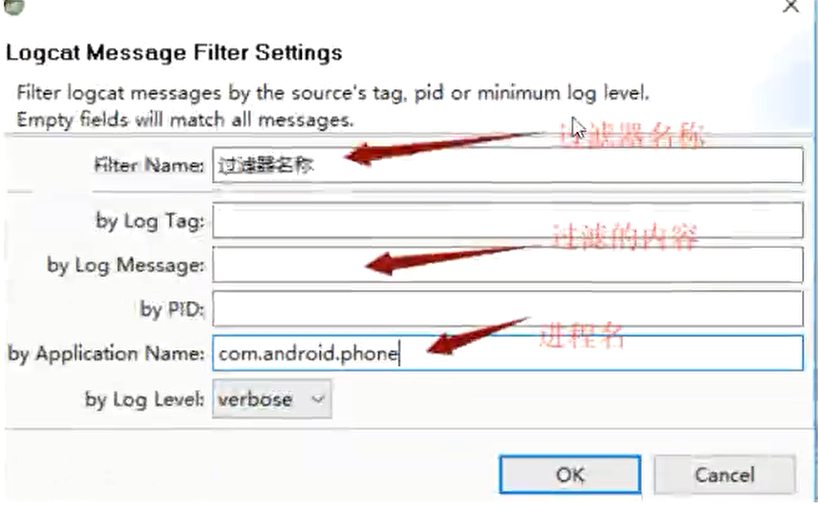 Logcat Message Filter Settings
Filter logcat messages by the source's tag, pid or minimum log level.
Empty fields will match all messages.
过滤器名称
Filter Name: 过滤器名称
by Log Tag:
过滤的内容
by Log Message:
by PID:
进程名
by Application Name: com.android.phone
by Log Level: verbose
OK Cancel